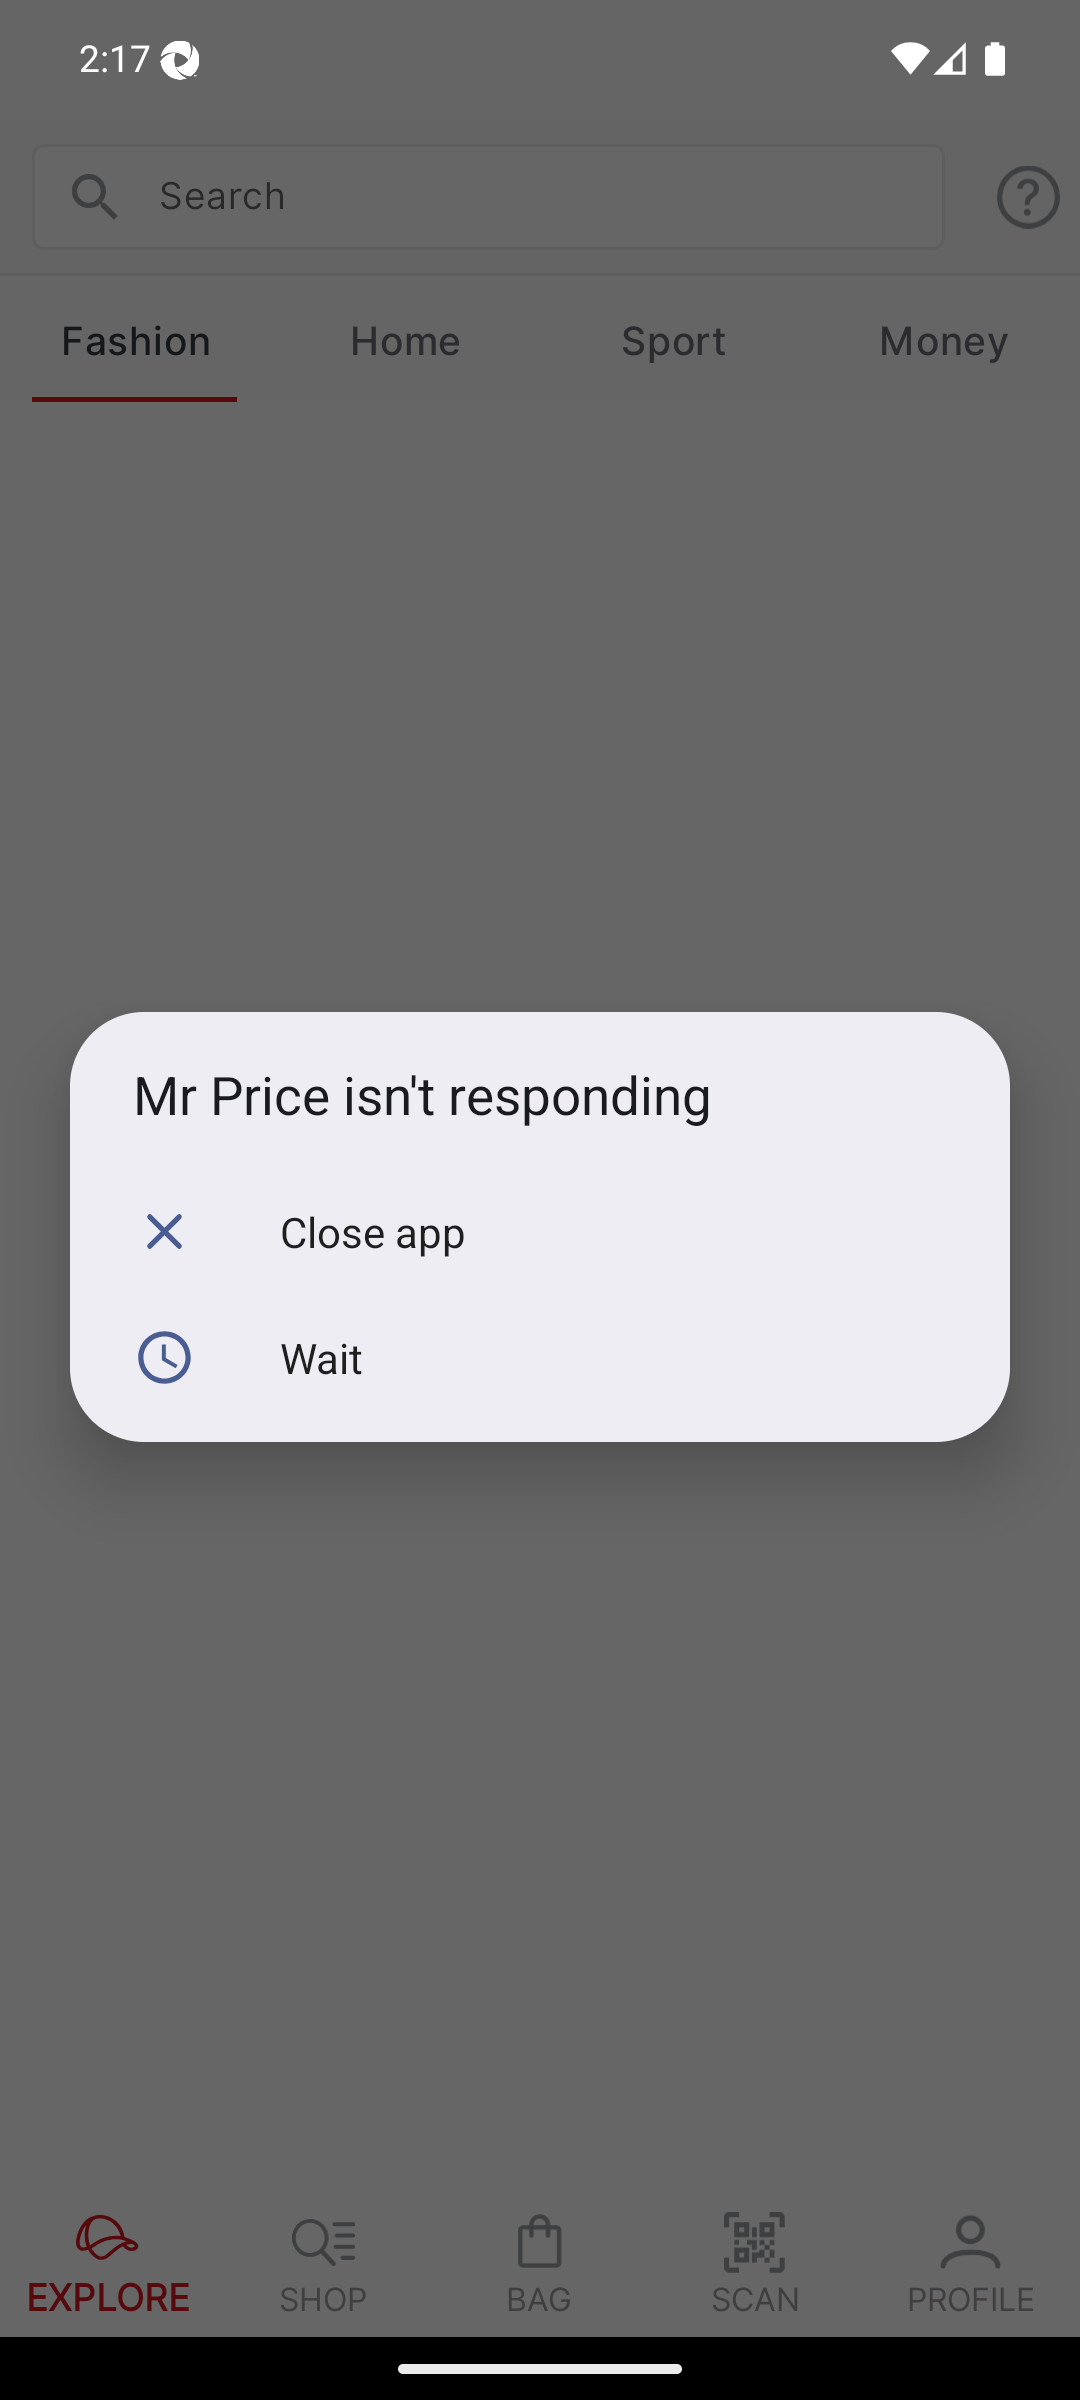 2:17
Search
Fashion Home Sport Money
Mr Price isn't responding
Close app
Wait
EXPLORE SHOP BAG SCAN PROFILE